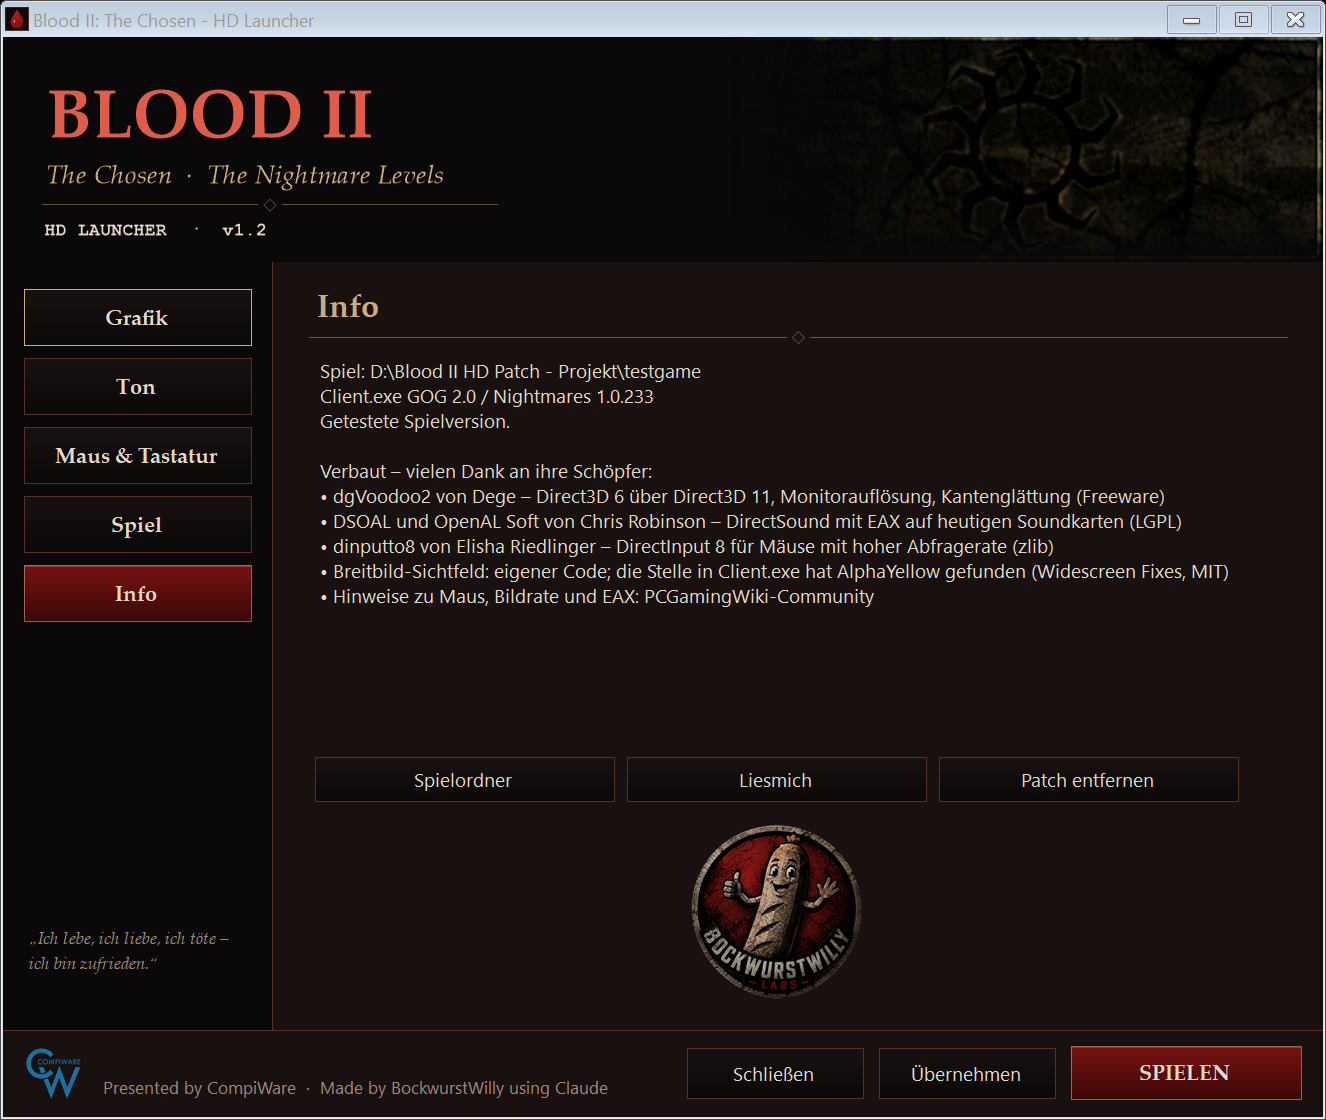 Blood II: The Chosen - HD Launcher
BLOOD II
The Chosen · The Nightmare Levels
HD LAUNCHER · v1.2
Grafik
Ton
Maus & Tastatur
Spiel
Info
„Ich lebe, ich liebe, ich töte –
ich bin zufrieden.“
Info
Spiel: D:\Blood II HD Patch - Projekt\testgame
Client.exe GOG 2.0 / Nightmares 1.0.233
Getestete Spielversion.
Verbaut – vielen Dank an ihre Schöpfer:
• dgVoodoo2 von Dege – Direct3D 6 über Direct3D 11, Monitorauflösung, Kantenglättung (Freeware)
• DSOAL und OpenAL Soft von Chris Robinson – DirectSound mit EAX auf heutigen Soundkarten (LGPL)
• dinputto8 von Elisha Riedlinger – DirectInput 8 für Mäuse mit hoher Abfragerate (zlib)
• Breitbild-Sichtfeld: eigener Code; die Stelle in Client.exe hat AlphaYellow gefunden (Widescreen Fixes, MIT)
• Hinweise zu Maus, Bildrate und EAX: PCGamingWiki-Community
Spielordner
Liesmich
Patch entfernen
BOCKWURSTWILLY
- LABS -
COMPIWARE
CW
Presented by CompiWare · Made by BockwurstWilly using Claude
Schließen
Übernehmen
SPIELEN